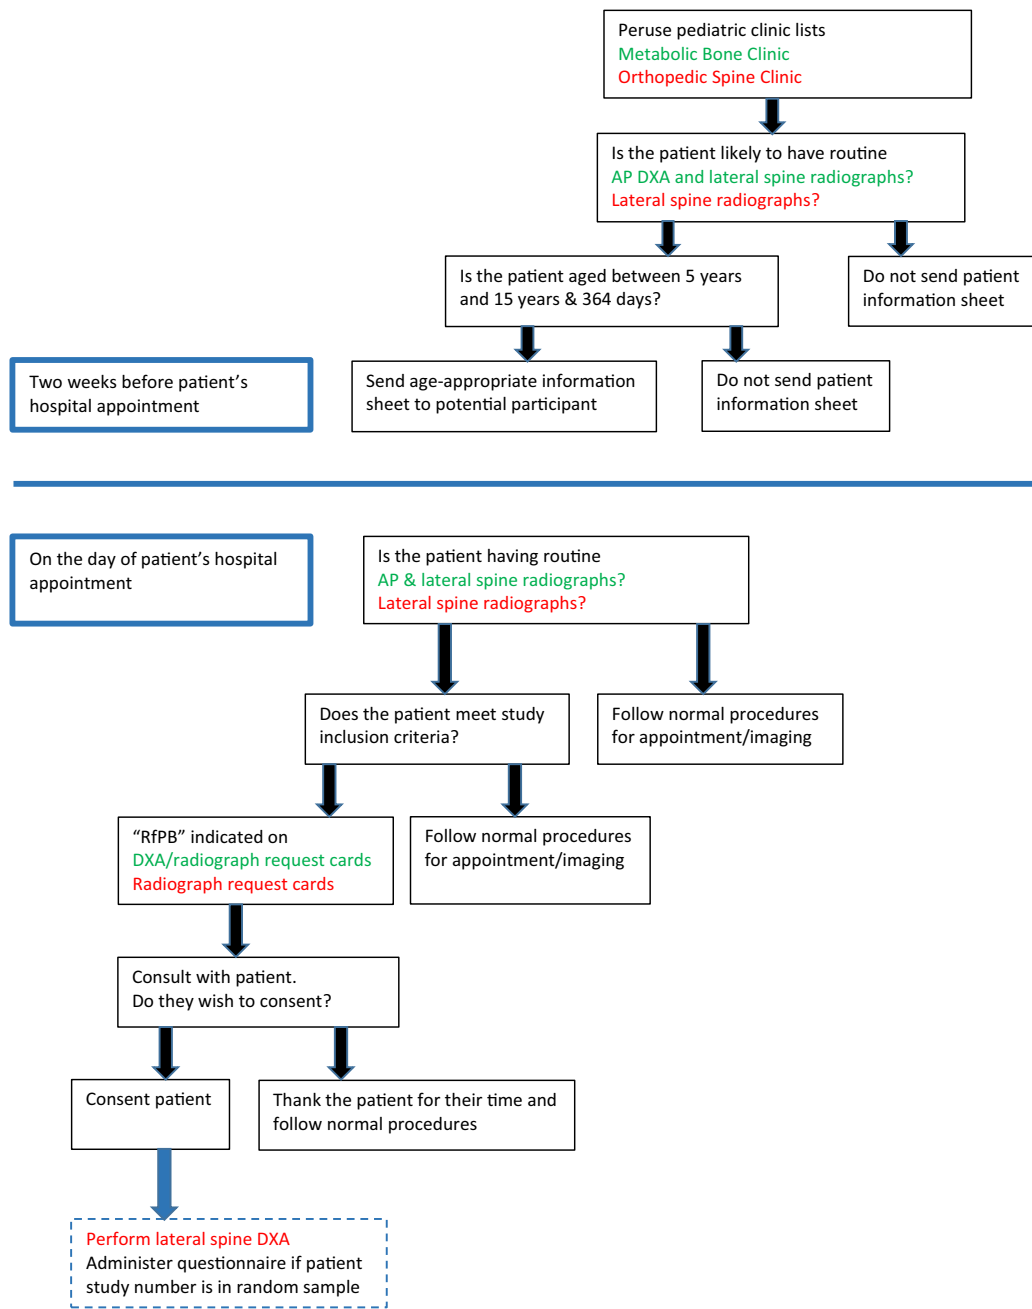 Peruse pediatric clinic lists
Metabolic Bone Clinic
Orthopedic Spine Clinic
Is the patient likely to have routine
AP DXA and lateral spine radiographs?
Lateral spine radiographs?
Is the patient aged between 5 years
and 15 years & 364 days?
Do not send patient
information sheet
Two weeks before patient’s
hospital appointment
Send age-appropriate information
sheet to potential participant
Do not send patient
information sheet
On the day of patient’s hospital
appointment
Is the patient having routine
AP & lateral spine radiographs?
Lateral spine radiographs?
Does the patient meet study
inclusion criteria?
Follow normal procedures
for appointment/imaging
“RfPB” indicated on
DXA/radiograph request cards
Radiograph request cards
Follow normal procedures
for appointment/imaging
Consult with patient.
Do they wish to consent?
Consent patient
Thank the patient for their time and
follow normal procedures
Perform lateral spine DXA
Administer questionnaire if patient
study number is in random sample